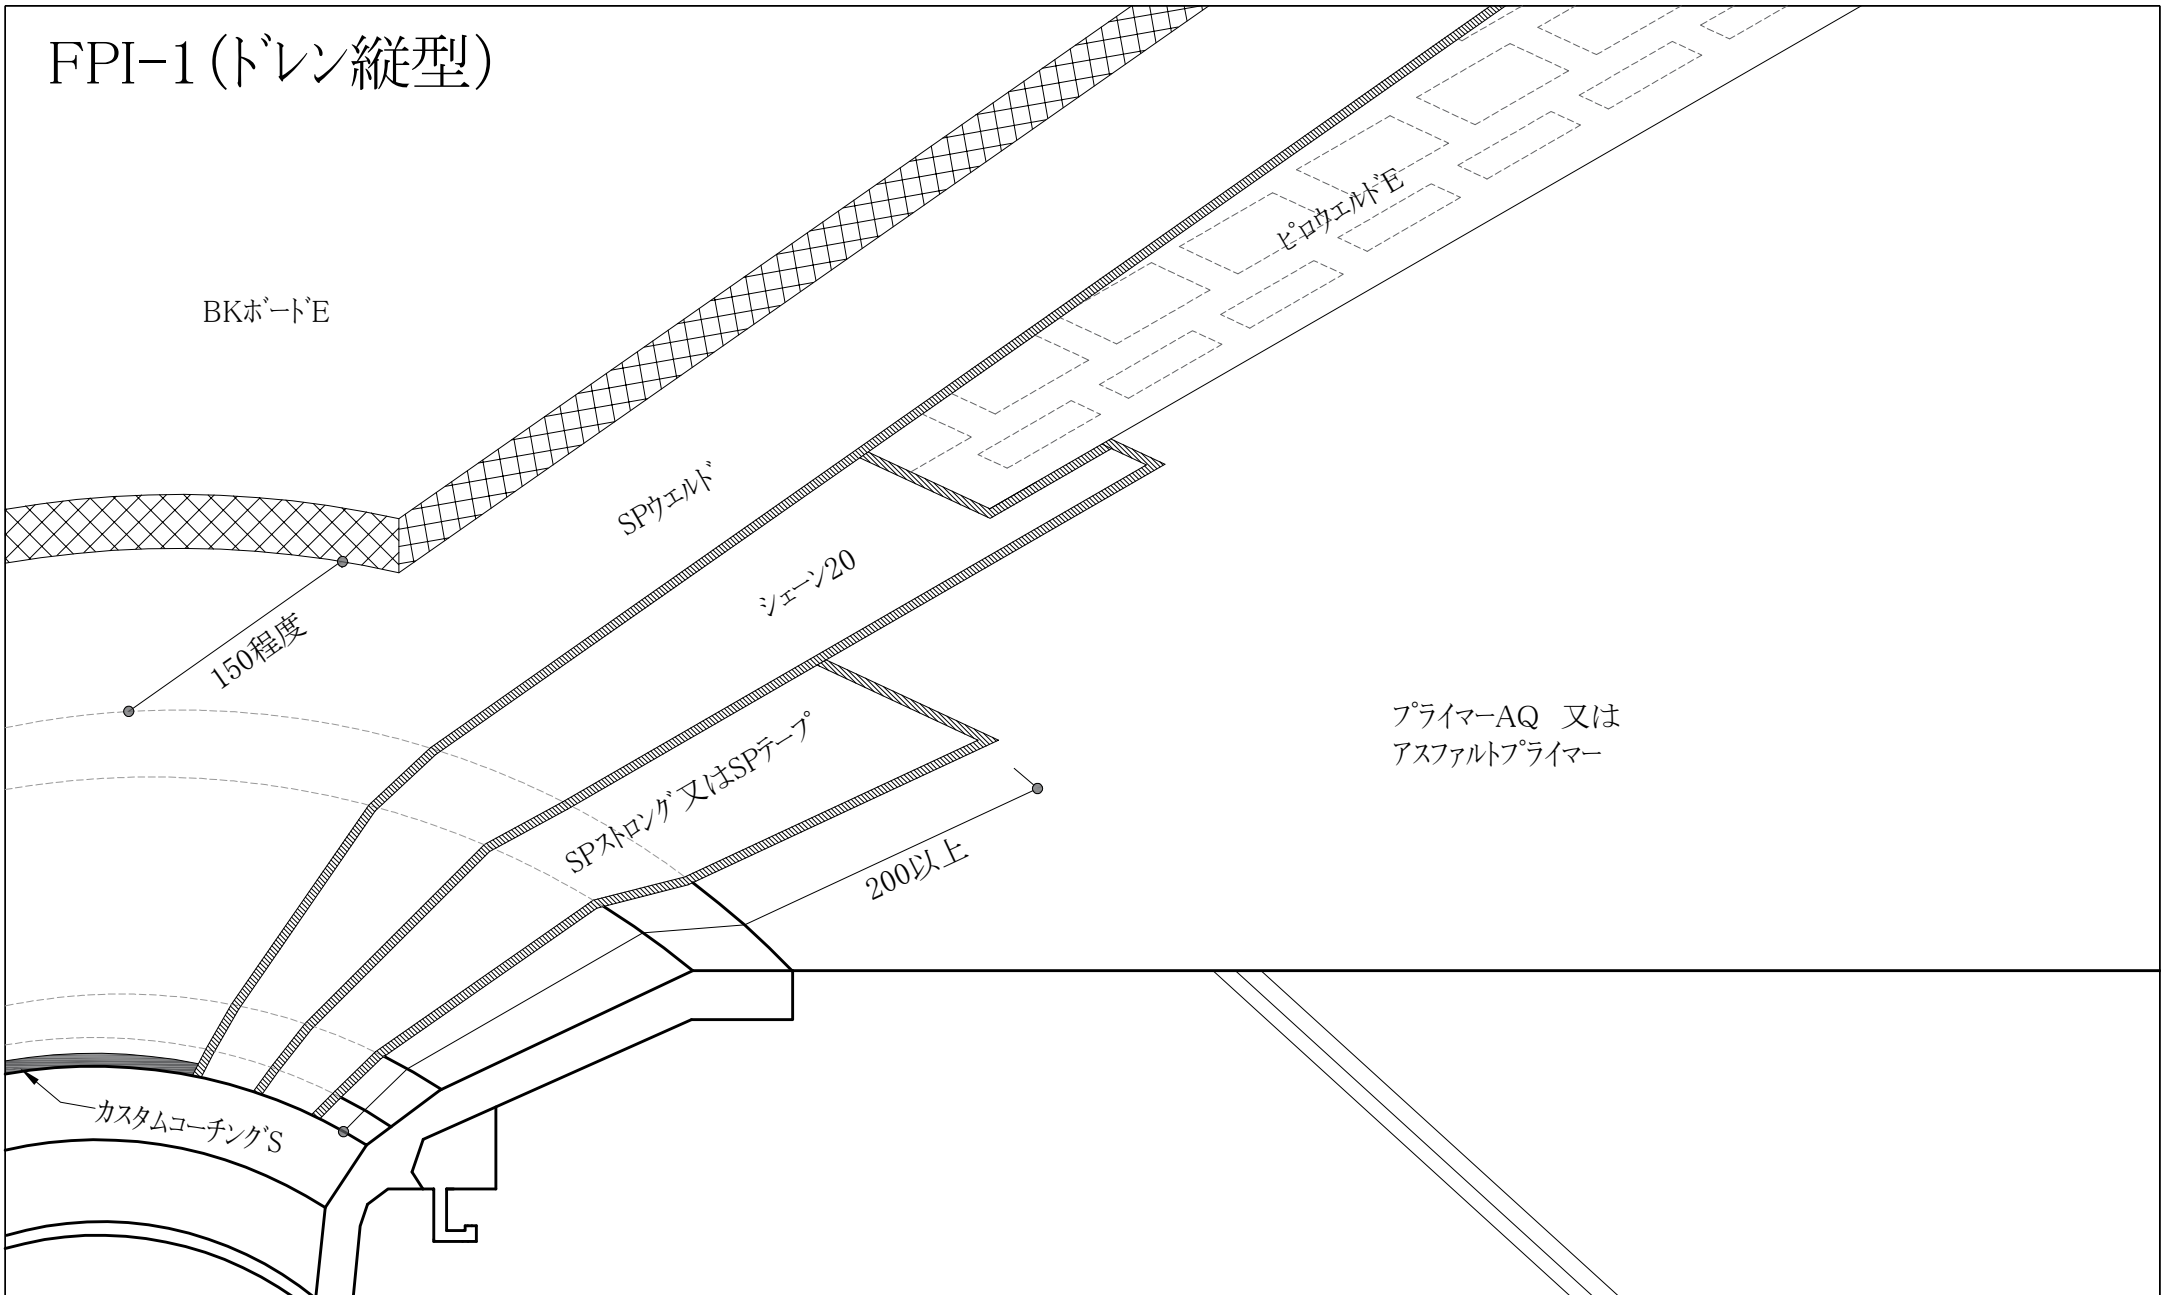 FPI-1(ドレン縦型)
ピロウェルドE
BKボードE
SPウエルド
シェーン20
150程度
プライマーAQ　又は
アスファルトプライマー
SPストロング 又はSPテープ
200以上
カスタムコーチングS